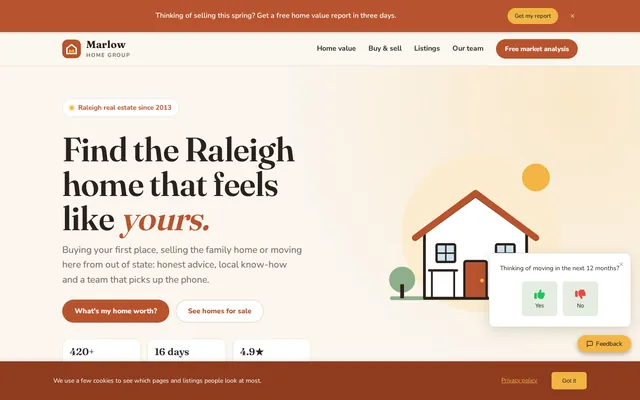 Thinking of selling this spring? Get a free home value report in three days.
Get my report
×
Marlow
HOME GROUP
Home value
Buy & sell
Listings
Our team
Free market analysis
Raleigh real estate since 2013
Find the Raleigh
home that feels
like yours.
Buying your first place, selling the family home or moving
here from out of state: honest advice, local know-how
and a team that picks up the phone.
What's my home worth?
See homes for sale
420+
16 days
4.9★
Thinking of moving in the next 12 months?
×
Yes
No
Feedback
We use a few cookies to see which pages and listings people look at most.
Privacy policy
Got it